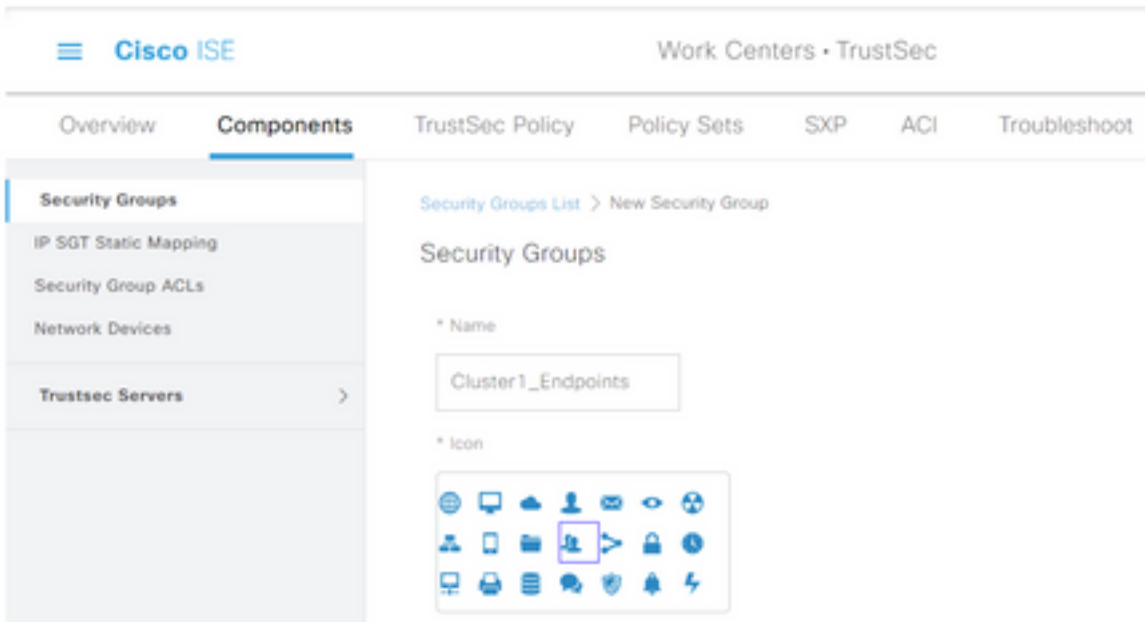 Cisco ISE
Work Centers · TrustSec
Overview
Components
TrustSec Policy
Policy Sets
SXP
ACI
Troubleshoot
Security Groups
IP SGT Static Mapping
Security Group ACLs
Network Devices
Trustsec Servers >
Security Groups List > New Security Group
Security Groups
* Name
Cluster1_Endpoints
* Icon